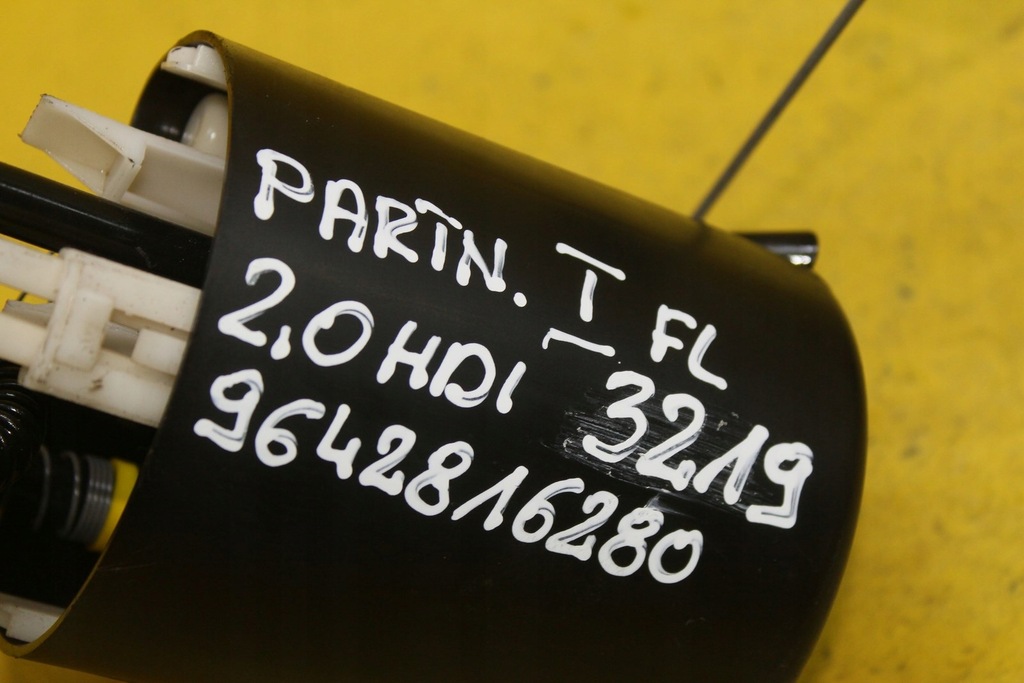 PARTN. I FL
2,0 HDI 3219
9642816280